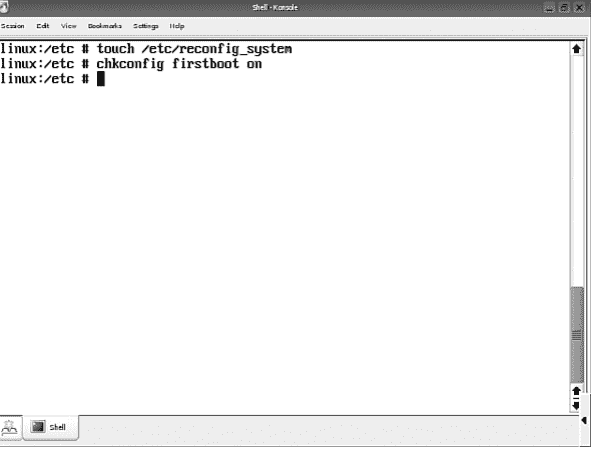 Shell - Konsole
Session Edit View Bookmarks Settings Help
linux:/etc # touch /etc/reconfig_system
linux:/etc # chkconfig firstboot on
linux:/etc #
Shell